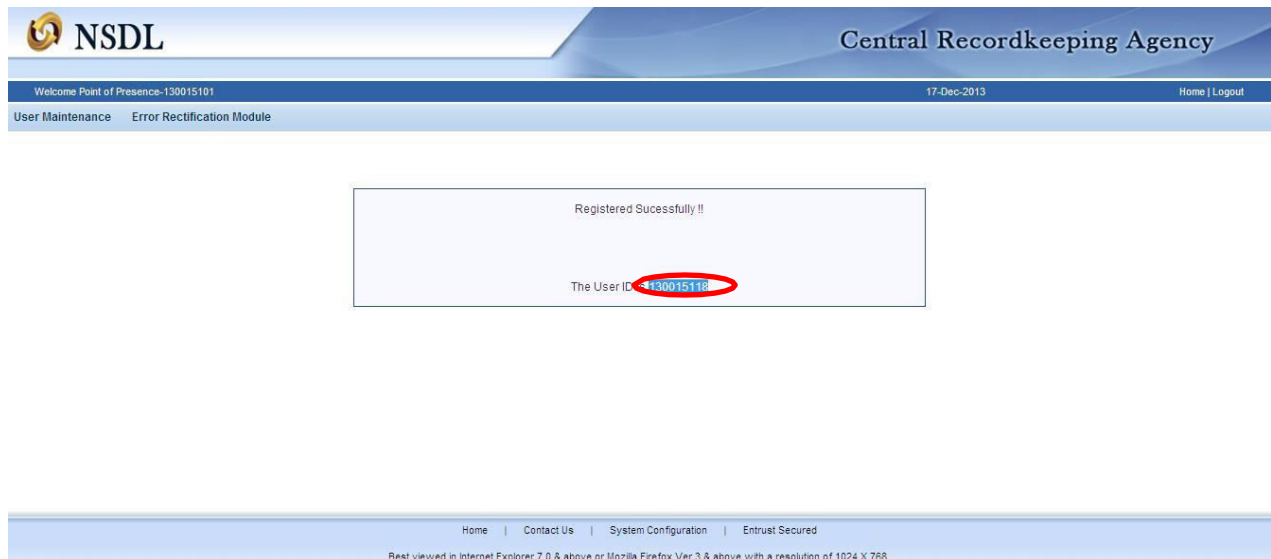 NSDL
Central Recordkeeping Agency
Welcome Point of Presence-130015101 17-Dec-2013 Home | Logout
User Maintenance Error Rectification Module
Registered Sucessfully !!
The User ID 130015118
Home | Contact Us | System Configuration | Entrust Secured
Best viewed in Internet Explorer 7.0 & above or Mozilla Firefox Ver 3 & above with a resolution of 1024 X 768